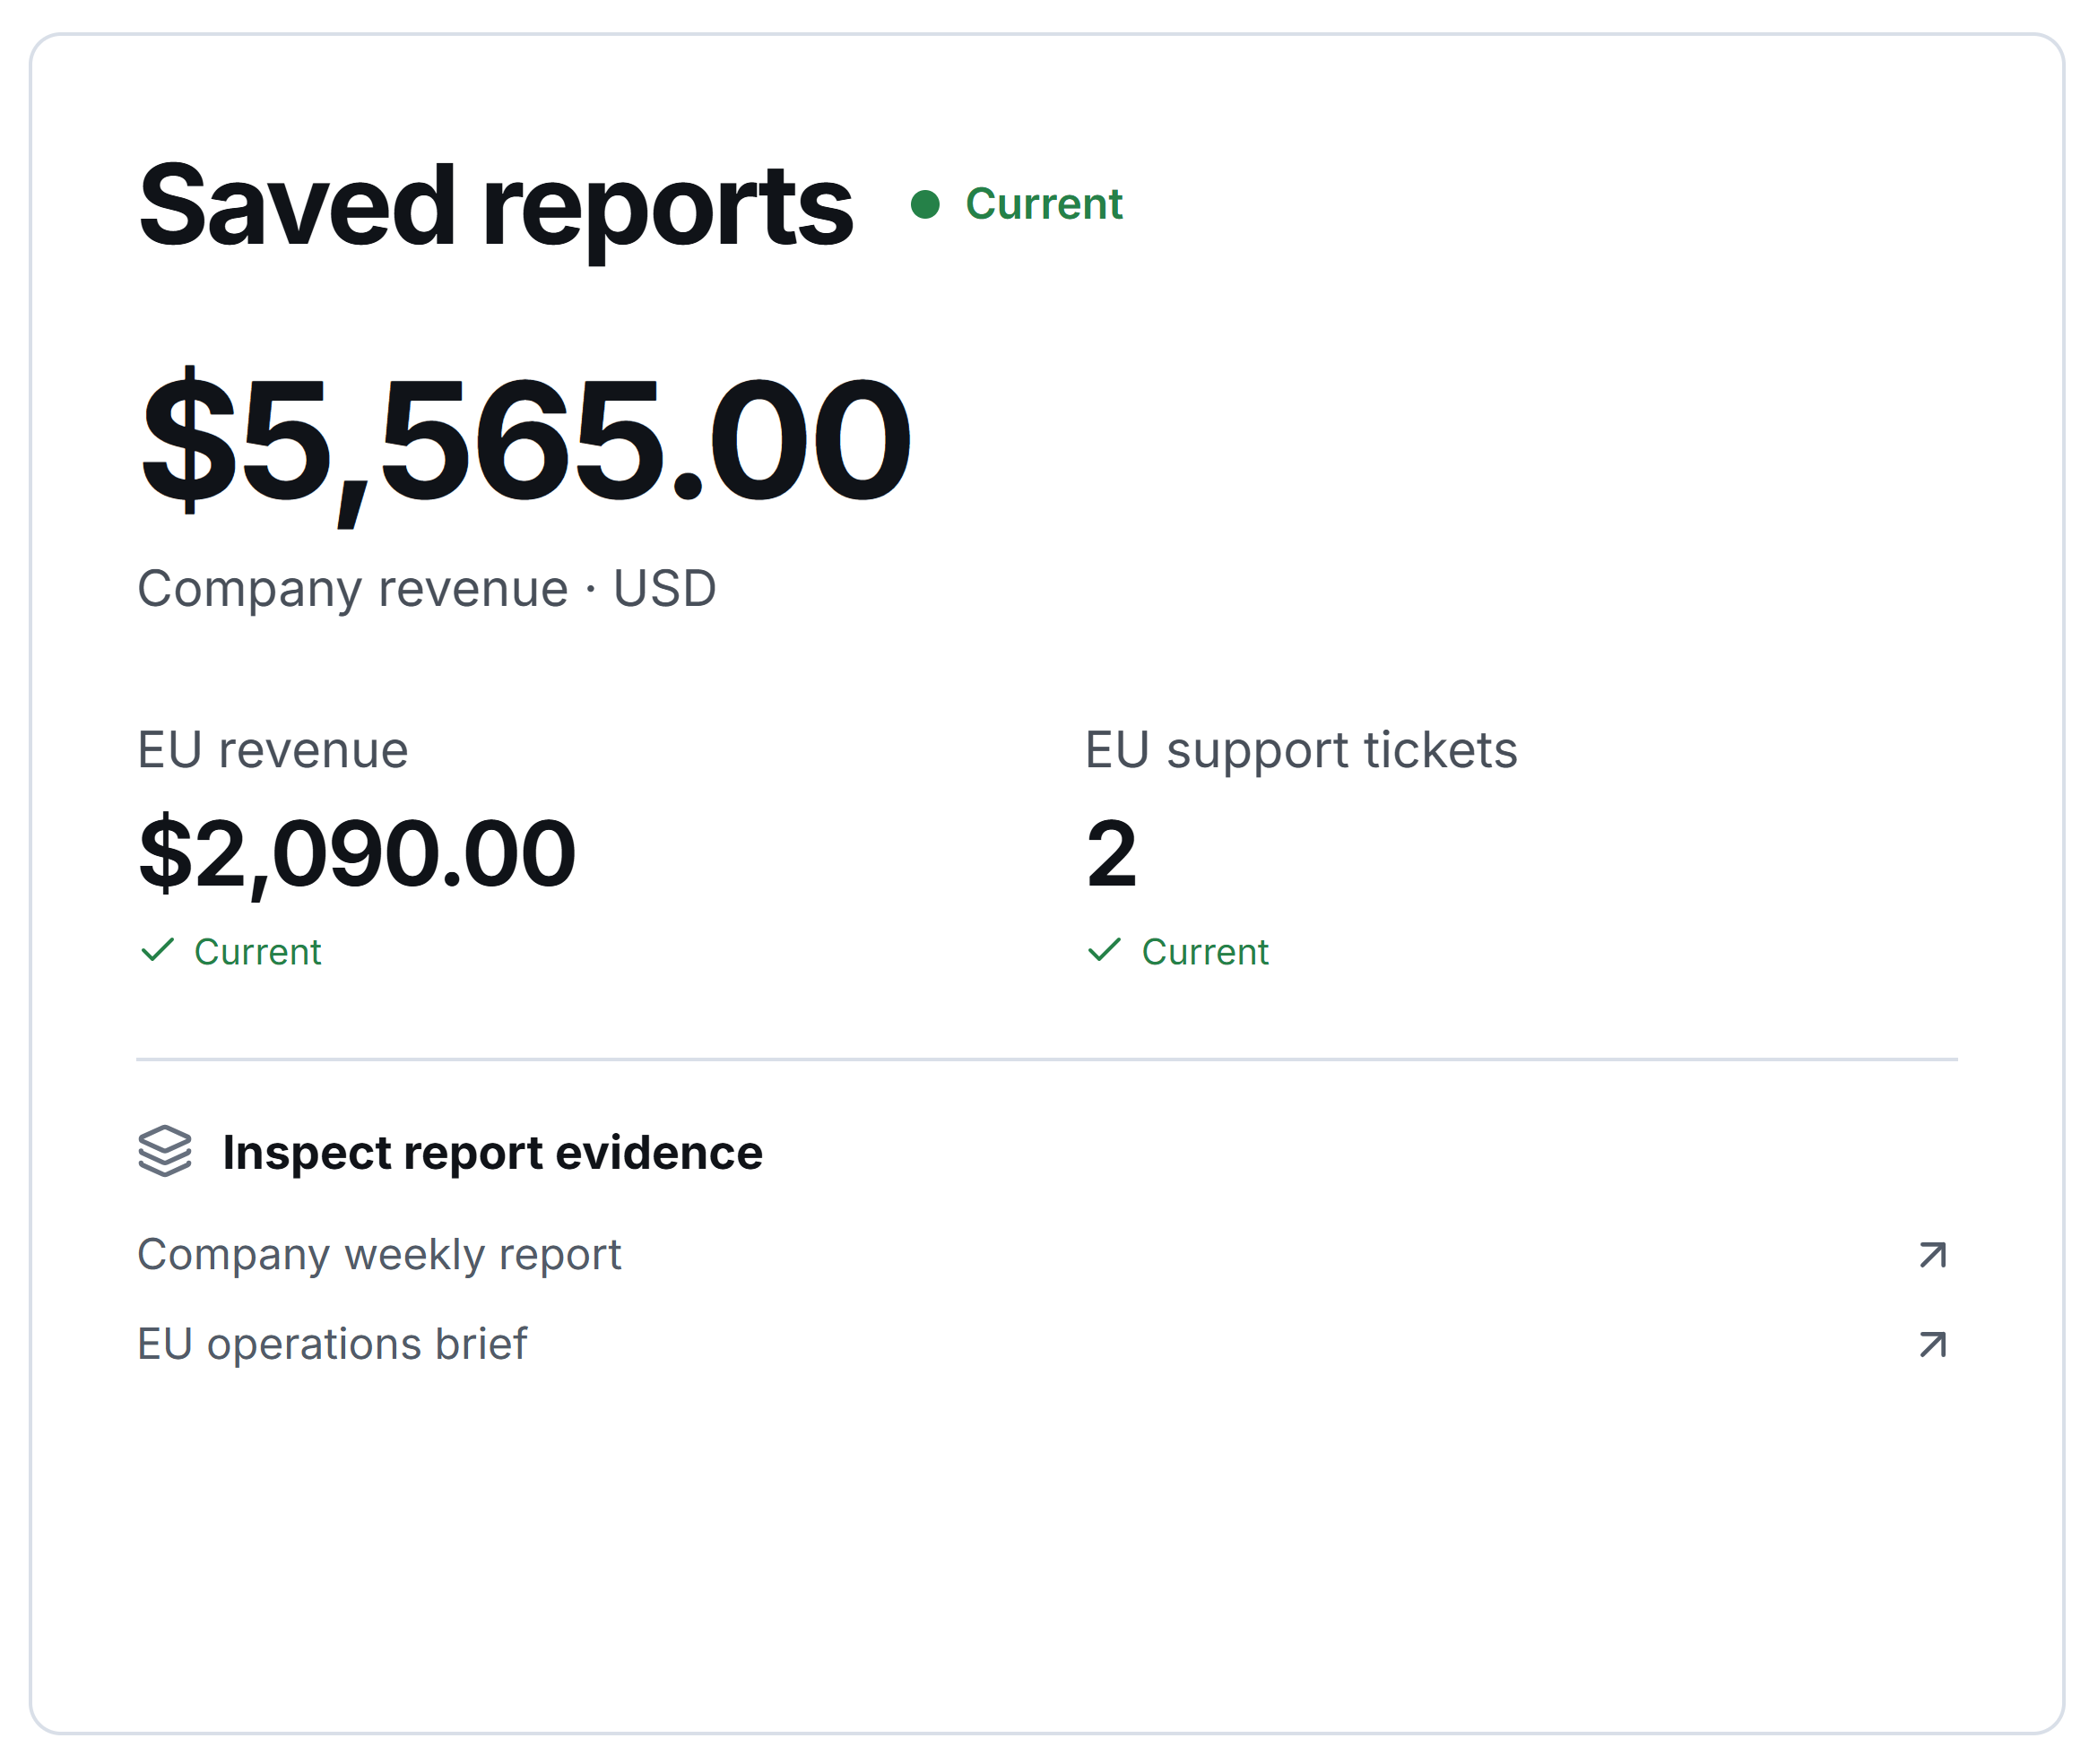 Saved reports
Current
$5,565.00
Company revenue · USD
EU revenue
$2,090.00
Current
EU support tickets
2
Current
Inspect report evidence
Company weekly report
EU operations brief